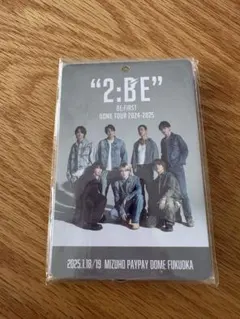 "2:BE"
BE:FIRST
DOME TOUR 2024-2025
2025.1.18/19 MIZUHO PAYPAY DOME FUKUOKA